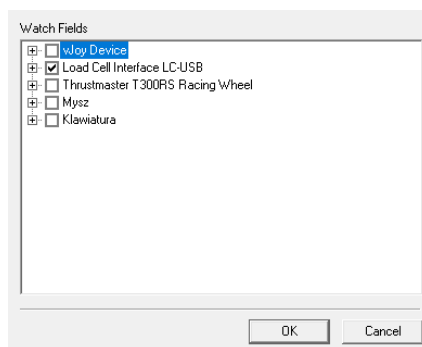 Watch Fields
vJoy Device
Load Cell Interface LC-USB
Thrustmaster T300RS Racing Wheel
Mysz
Klawiatura
OK Cancel